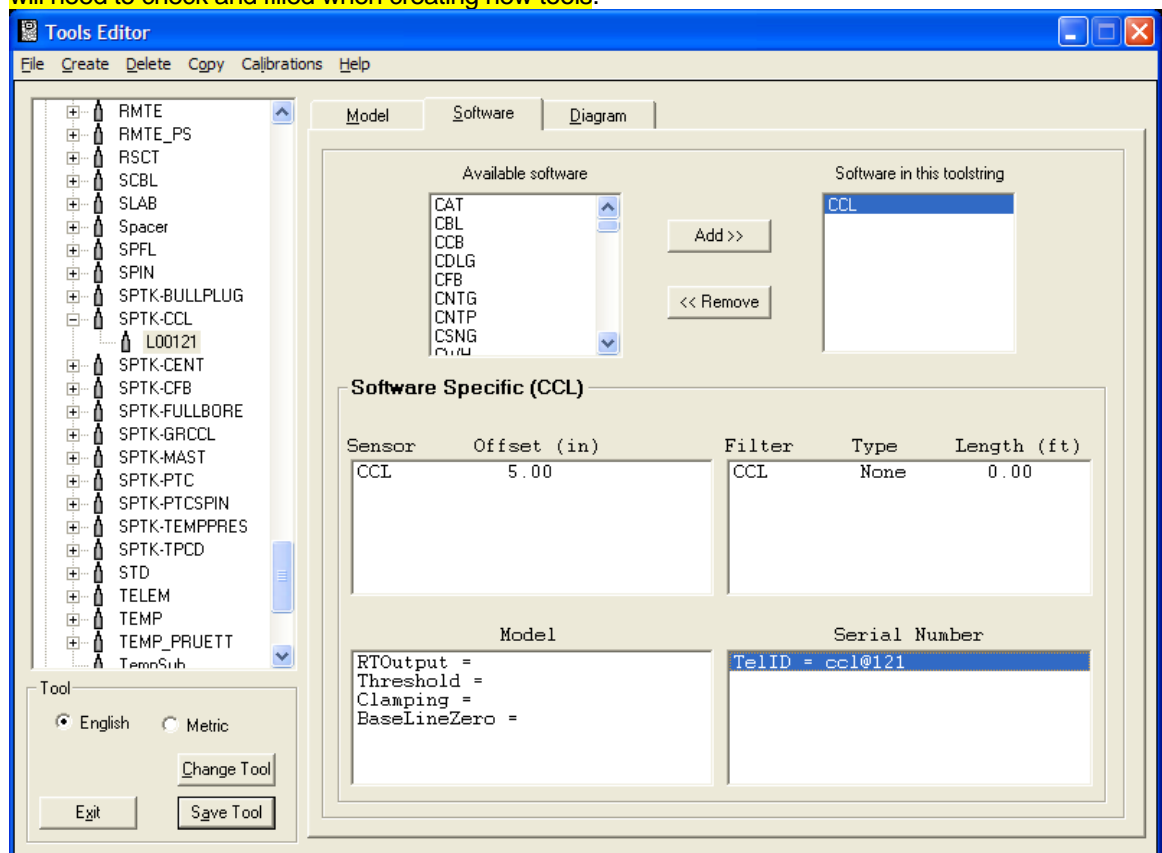 will need to check and filled when creating new tools.
Tools Editor
File Create Delete Copy Calibrations Help
RMTE
RMTE_PS
RSCT
SCBL
SLAB
Spacer
SPFL
SPIN
SPTK-BULLPLUG
SPTK-CCL
L00121
SPTK-CENT
SPTK-CFB
SPTK-FULLBORE
SPTK-GRCCL
SPTK-MAST
SPTK-PTC
SPTK-PTCSPIN
SPTK-TEMPPRES
SPTK-TPCD
STD
TELEM
TEMP
TEMP_PRUETT
TempSub
Tool
English Metric
Change Tool
Exit Save Tool
Model Software Diagram
Available software
CAT
CBL
CCB
CDLG
CFB
CNTG
CNTP
CSNG
Add >>
<< Remove
Software in this toolstring
CCL
Software Specific (CCL)
Sensor Offset (in)
CCL 5.00
Filter Type Length (ft)
CCL None 0.00
Model
RTOutput =
Threshold =
Clamping =
BaseLineZero =
Serial Number
TelID = ccl@121